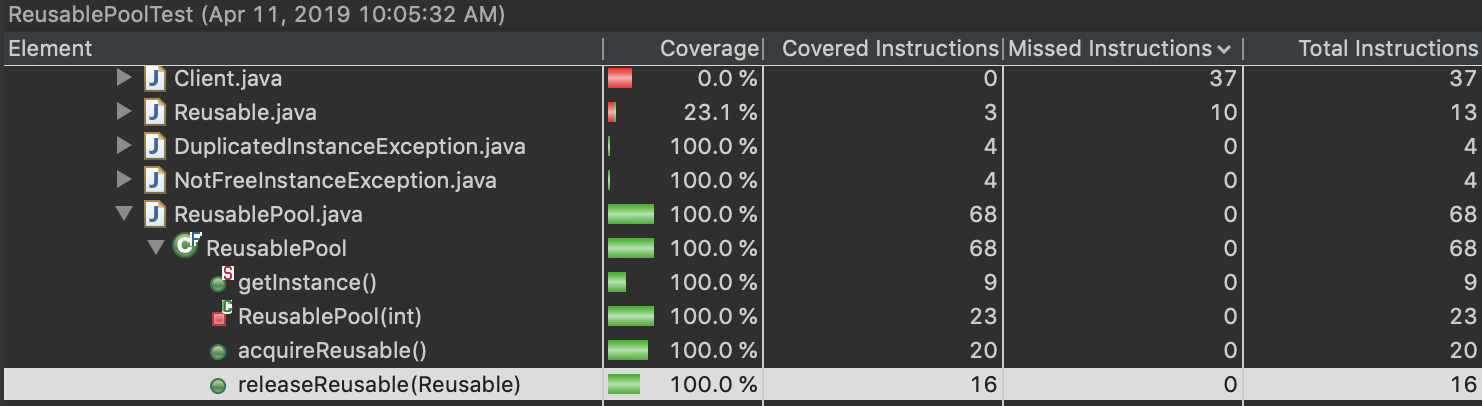 ReusablePoolTest (Apr 11, 2019 10:05:32 AM)
Element Coverage Covered Instructions Missed Instructions Total Instructions
Client.java 0.0 % 0 37 37
Reusable.java 23.1 % 3 10 13
DuplicatedInstanceException.java 100.0 % 4 0 4
NotFreeInstanceException.java 100.0 % 4 0 4
ReusablePool.java 100.0 % 68 0 68
ReusablePool 100.0 % 68 0 68
getInstance() 100.0 % 9 0 9
ReusablePool(int) 100.0 % 23 0 23
acquireReusable() 100.0 % 20 0 20
releaseReusable(Reusable) 100.0 % 16 0 16